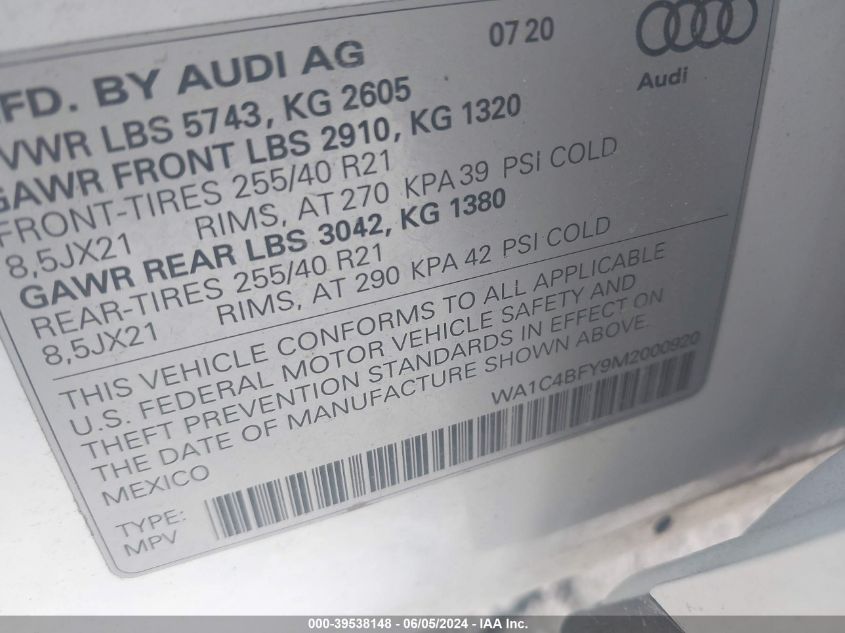 07 20
Audi
FD. BY AUDI AG
VWR LBS 5743, KG 2605
GAWR FRONT LBS 2910, KG 1320
FRONT-TIRES 255/40 R21
8,5JX21 RIMS, AT 270 KPA 39 PSI COLD
GAWR REAR LBS 3042, KG 1380
REAR-TIRES 255/40 R21
8,5JX21 RIMS, AT 290 KPA 42 PSI COLD
THIS VEHICLE CONFORMS TO ALL APPLICABLE
U.S. FEDERAL MOTOR VEHICLE SAFETY AND
THEFT PREVENTION STANDARDS IN EFFECT ON
THE DATE OF MANUFACTURE SHOWN ABOVE.
MEXICO
WA1C4BFY9M2000920
TYPE:
MPV
000-39538148 - 06/05/2024 - IAA Inc.